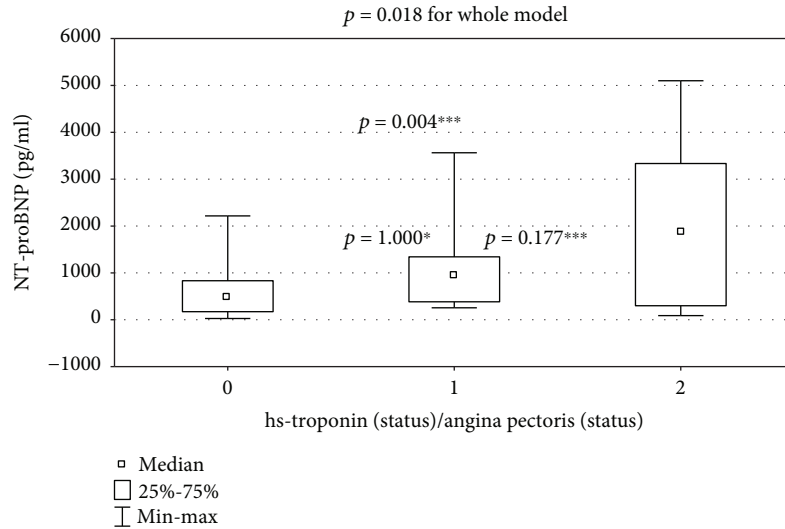 p = 0.018 for whole model
NT-proBNP (pg/ml)
6000
5000
4000
3000
2000
1000
0
−1000
p = 0.004***
p = 1.000*
p = 0.177***
0 1 2
hs-troponin (status)/angina pectoris (status)
Median
25%-75%
Min-max